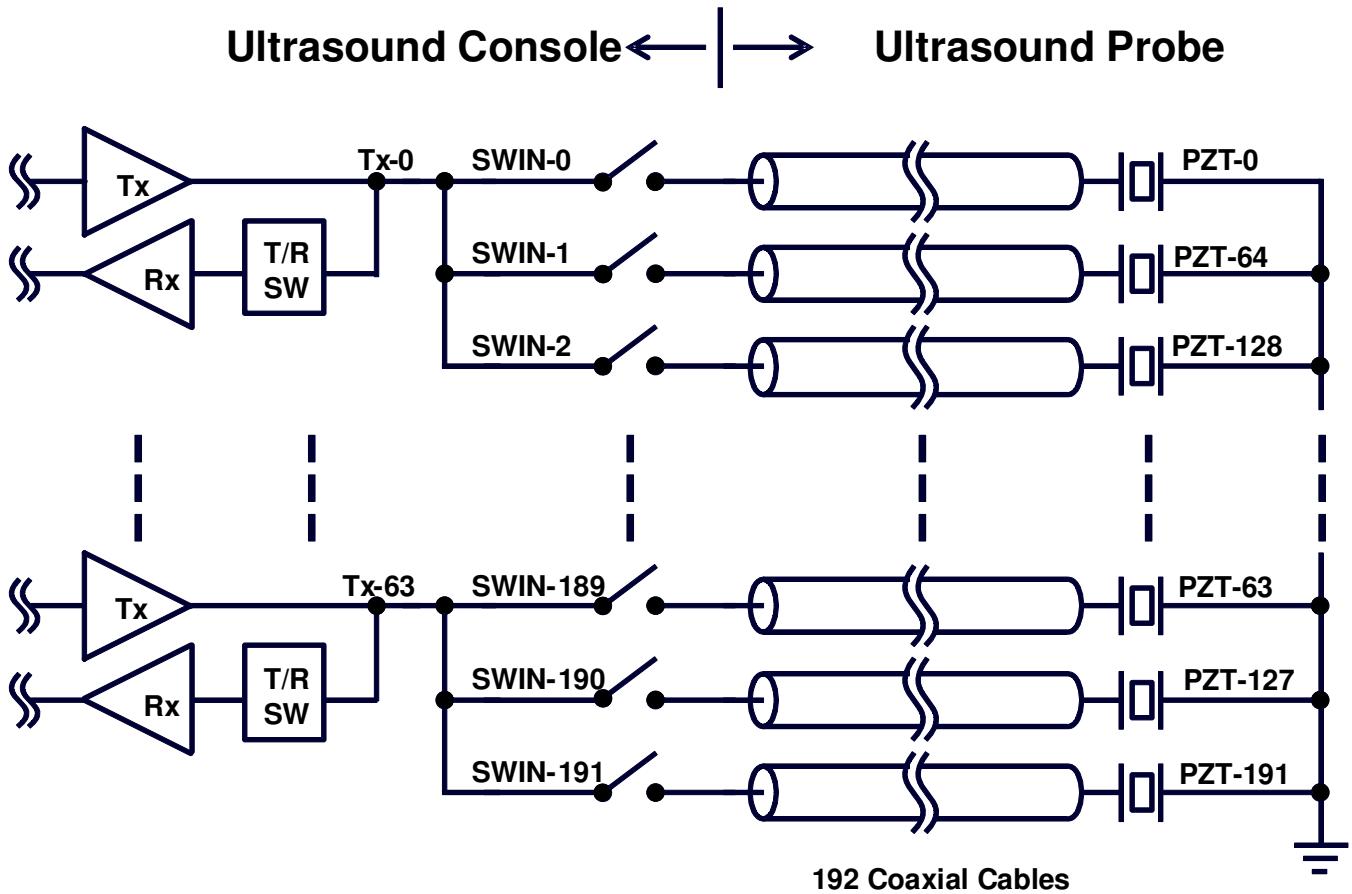 Ultrasound Console
Ultrasound Probe
Tx-0
SWIN-0
PZT-0
Tx
SWIN-1
PZT-64
Rx
T/R
SW
SWIN-2
PZT-128
Tx-63
SWIN-189
PZT-63
Tx
SWIN-190
PZT-127
Rx
T/R
SW
SWIN-191
PZT-191
192 Coaxial Cables